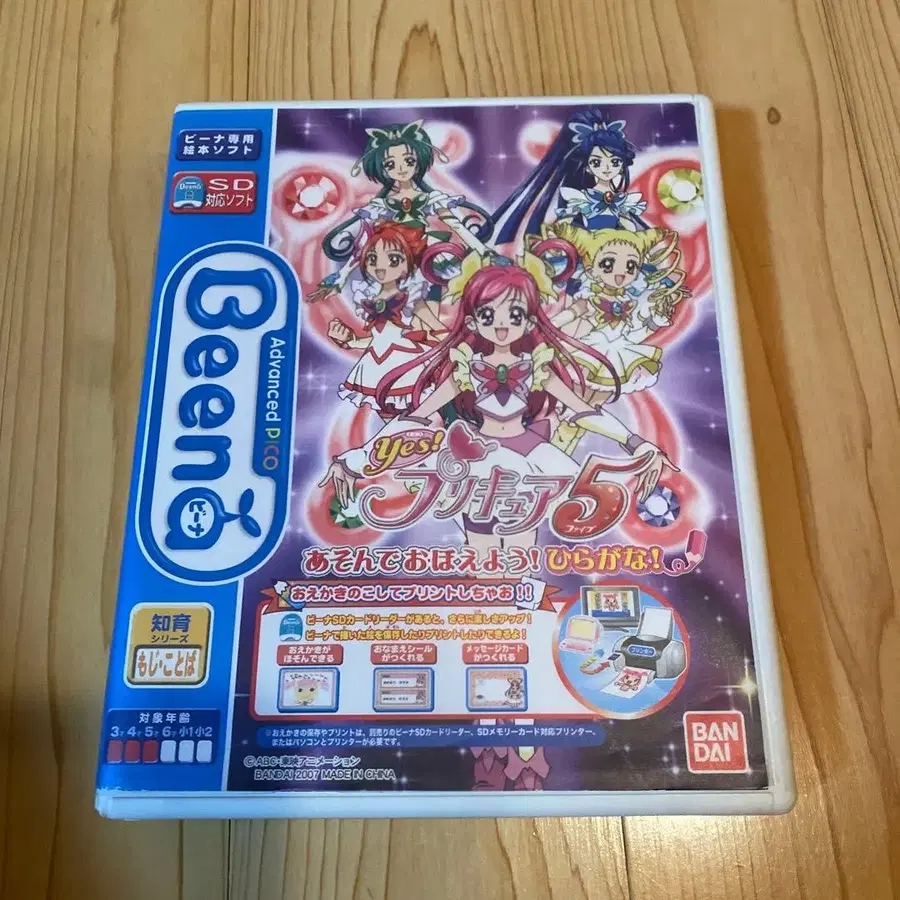 ビーナ専用
絵本ソフト
Beena
SD
対応ソフト
Advanced PICO
Beena
ビーナ
Yes!
プリキュア5
ファイブ
あそんでおぼえよう!ひらがな!
おえかきのこしてプリントしちゃお!!
ビーナSDカードリーダーがあると、さらに楽しさアップ!
ビーナで描いた絵を保存したりプリントしたりできるよ!
おえかきが
ほぞんできる
おなまえシール
がつくれる
メッセージカード
がつくれる
プリンター
知育
シリーズ
もじ・ことば
対象年齢
3才 4才 5才 6才 小1 小2
※おえかきの保存やプリントは、別売りのビーナSDカードリーダー、SDメモリーカード対応プリンター、
またはパソコンとプリンターが必要です。
©ABC・東映アニメーション
BANDAI 2007 MADE IN CHINA
BAN
DAI